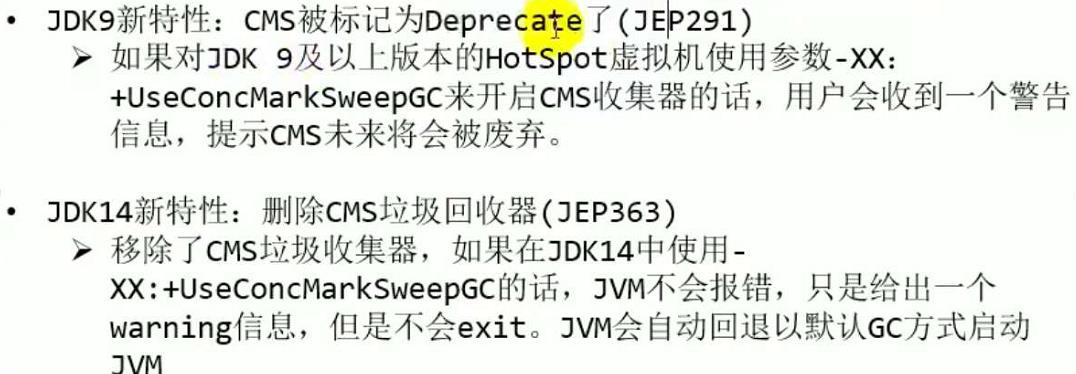 • JDK9新特性：CMS被标记为Deprecate了(JEP291)
➢ 如果对JDK 9及以上版本的HotSpot虚拟机使用参数-XX：
+UseConcMarkSweepGC来开启CMS收集器的话，用户会收到一个警告
信息，提示CMS未来将会被废弃。
• JDK14新特性：删除CMS垃圾回收器(JEP363)
➢ 移除了CMS垃圾收集器，如果在JDK14中使用-
XX:+UseConcMarkSweepGC的话，JVM不会报错，只是给出一个
warning信息，但是不会exit。JVM会自动回退以默认GC方式启动
JVM